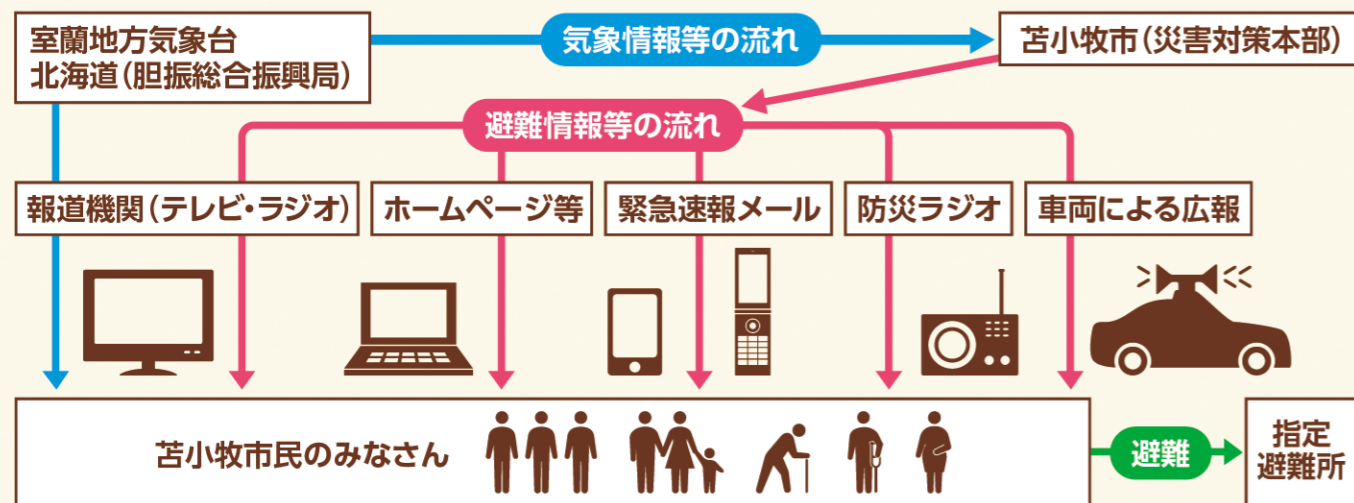 室蘭地方気象台
北海道(胆振総合振興局)
気象情報等の流れ
苫小牧市(災害対策本部)
避難情報等の流れ
報道機関(テレビ・ラジオ)
ホームページ等
緊急速報メール
防災ラジオ
車両による広報
苫小牧市民のみなさん
避難
指定
避難所